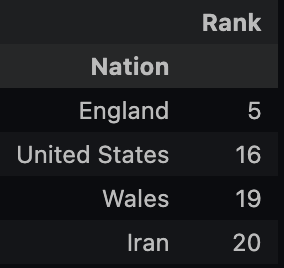 Rank
Nation
England 5
United States 16
Wales 19
Iran 20